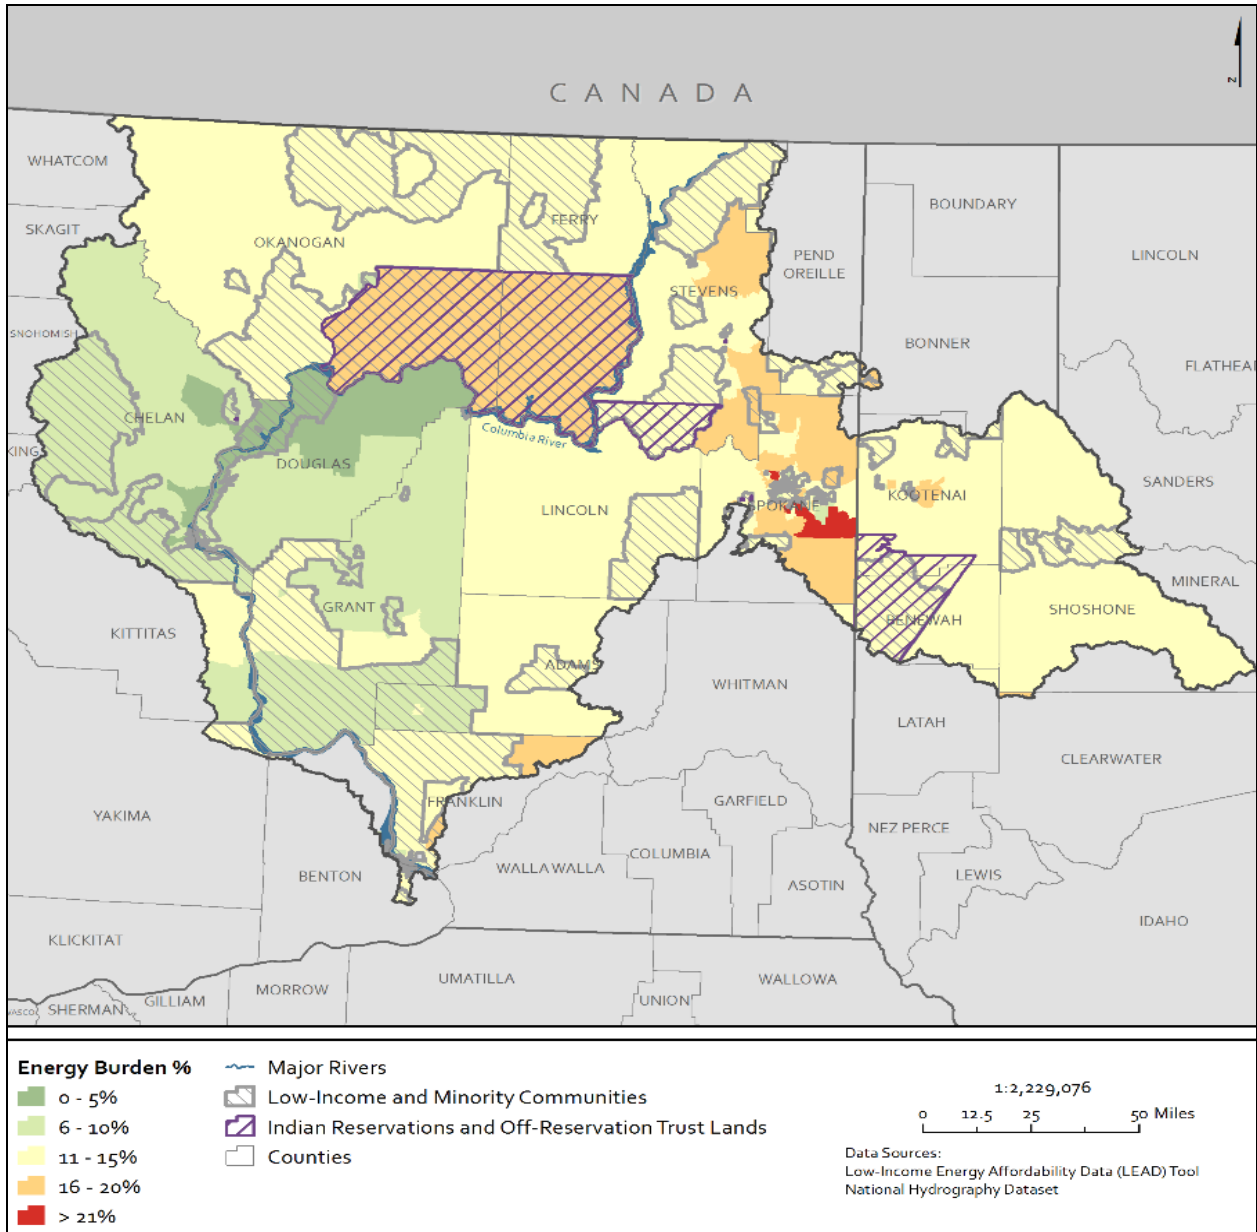 CANADA
N
WHATCOM
SKAGIT
SNOHOMISH
KING
OKANOGAN
FERRY
STEVENS
PEND
OREILLE
BOUNDARY
LINCOLN
BONNER
FLATHEAD
CHELAN
DOUGLAS
Columbia River
LINCOLN
SPOKANE
KOOTENAI
SANDERS
MINERAL
GRANT
KITTITAS
ADAMS
WHITMAN
BENEWAH
SHOSHONE
LATAH
CLEARWATER
YAKIMA
FRANKLIN
GARFIELD
NEZ PERCE
BENTON
WALLA WALLA
COLUMBIA
ASOTIN
LEWIS
IDAHO
KLICKITAT
UMATILLA
WALLOWA
MORROW
UNION
GILLIAM
SHERMAN
WASCO
Energy Burden %
0 - 5%
6 - 10%
11 - 15%
16 - 20%
> 21%
Major Rivers
Low-Income and Minority Communities
Indian Reservations and Off-Reservation Trust Lands
Counties
1:2,229,076
0 12.5 25 50 Miles
Data Sources:
Low-Income Energy Affordability Data (LEAD) Tool
National Hydrography Dataset